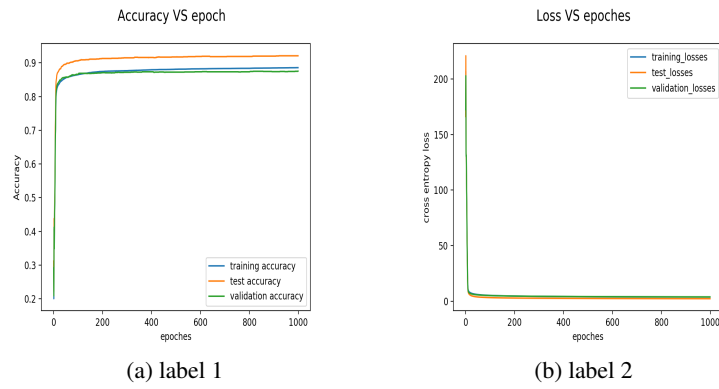 Accuracy VS epoch
0.9
0.8
0.7
0.6
0.5
0.4
0.3
0.2
Accuracy
training accuracy
test accuracy
validation accuracy
0 200 400 600 800 1000
epoches
(a) label 1
Loss VS epoches
200
150
100
50
0
cross entropy loss
training_losses
test_losses
validation_losses
0 200 400 600 800 1000
epoches
(b) label 2